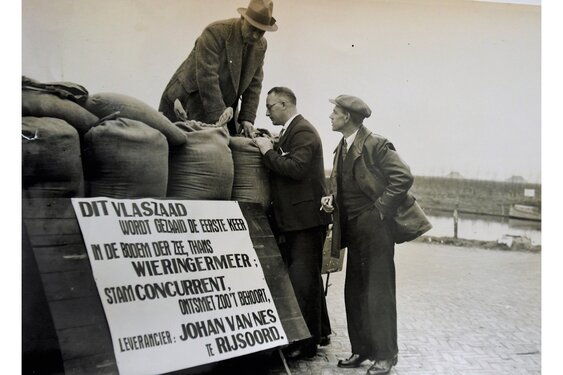 DIT VLASZAAD
WORDT GEZAAID DE EERSTE KEER
IN DE BODEM DER ZEE, THANS
WIERINGERMEER;
STAM CONCURRENT,
ONTSMET ZOO'T BEHOORT,
LEVERANCIER: JOHAN VAN NES
TE RIJSOORD.